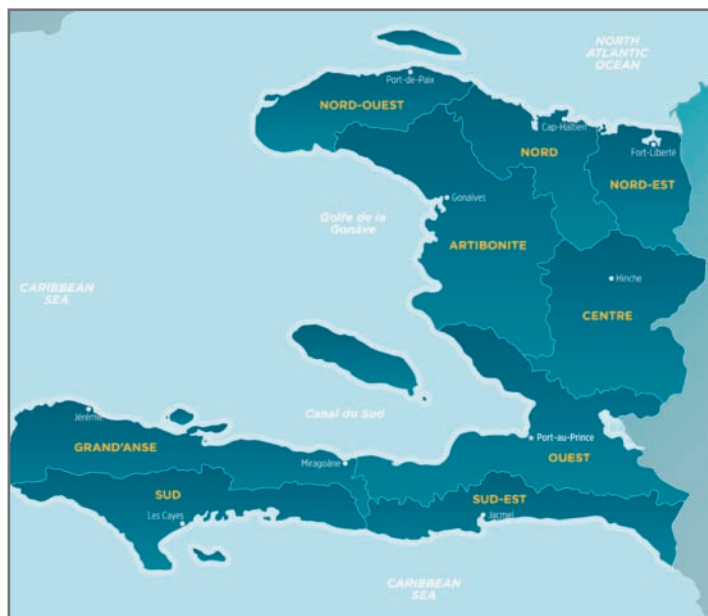 NORTH
ATLANTIC
OCEAN
Port-de-Paix
NORD-OUEST
Cap-Haïtien
NORD
Fort-Liberté
NORD-EST
Gonaïves
Golfe de la
Gonâve
ARTIBONITE
Hinche
CARIBBEAN
SEA
CENTRE
Jérémie
Canal du Sud
Port-au-Prince
GRAND'ANSE
OUEST
Miragoâne
SUD
SUD-EST
Les Cayes
Jacmel
CARIBBEAN
SEA